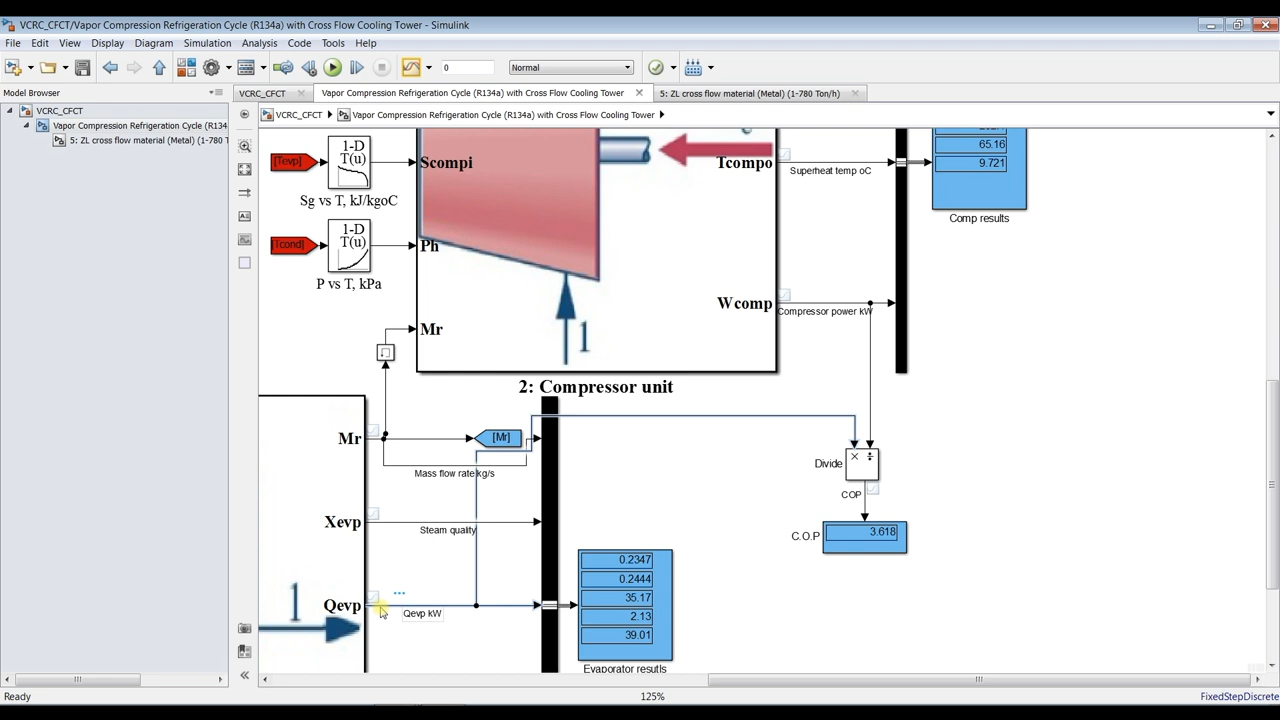 VCRC_CFCT/Vapor Compression Refrigeration Cycle (R134a) with Cross Flow Cooling Tower - Simulink
File Edit View Display Diagram Simulation Analysis Code Tools Help
0 Normal
Model Browser
VCRC_CFCT Vapor Compression Refrigeration Cycle (R134a) with Cross Flow Cooling Tower 5: ZL cross flow material (Metal) (1-780 Ton/h)
VCRC_CFCT
VCRC_CFCT Vapor Compression Refrigeration Cycle (R134a) with Cross Flow Cooling Tower
Vapor Compression Refrigeration Cycle (R134
5: ZL cross flow material (Metal) (1-780 T
[Tevp]
1-D
T(u)
Scompi
Sg vs T, kJ/kgoC
Tcompo
Superheat temp oC
65.16
9.721
Comp results
[Tcond]
1-D
T(u)
Ph
P vs T, kPa
Wcomp
Compressor power kW
Mr
1
2: Compressor unit
Mr
[Mr]
Mass flow rate kg/s
Divide
× ÷
COP
C.O.P
3.618
Xevp
Steam quality
1
Qevp
Qevp kW
0.2347
0.2444
35.17
2.13
39.01
Evaporator resutls
Ready
125%
FixedStepDiscrete